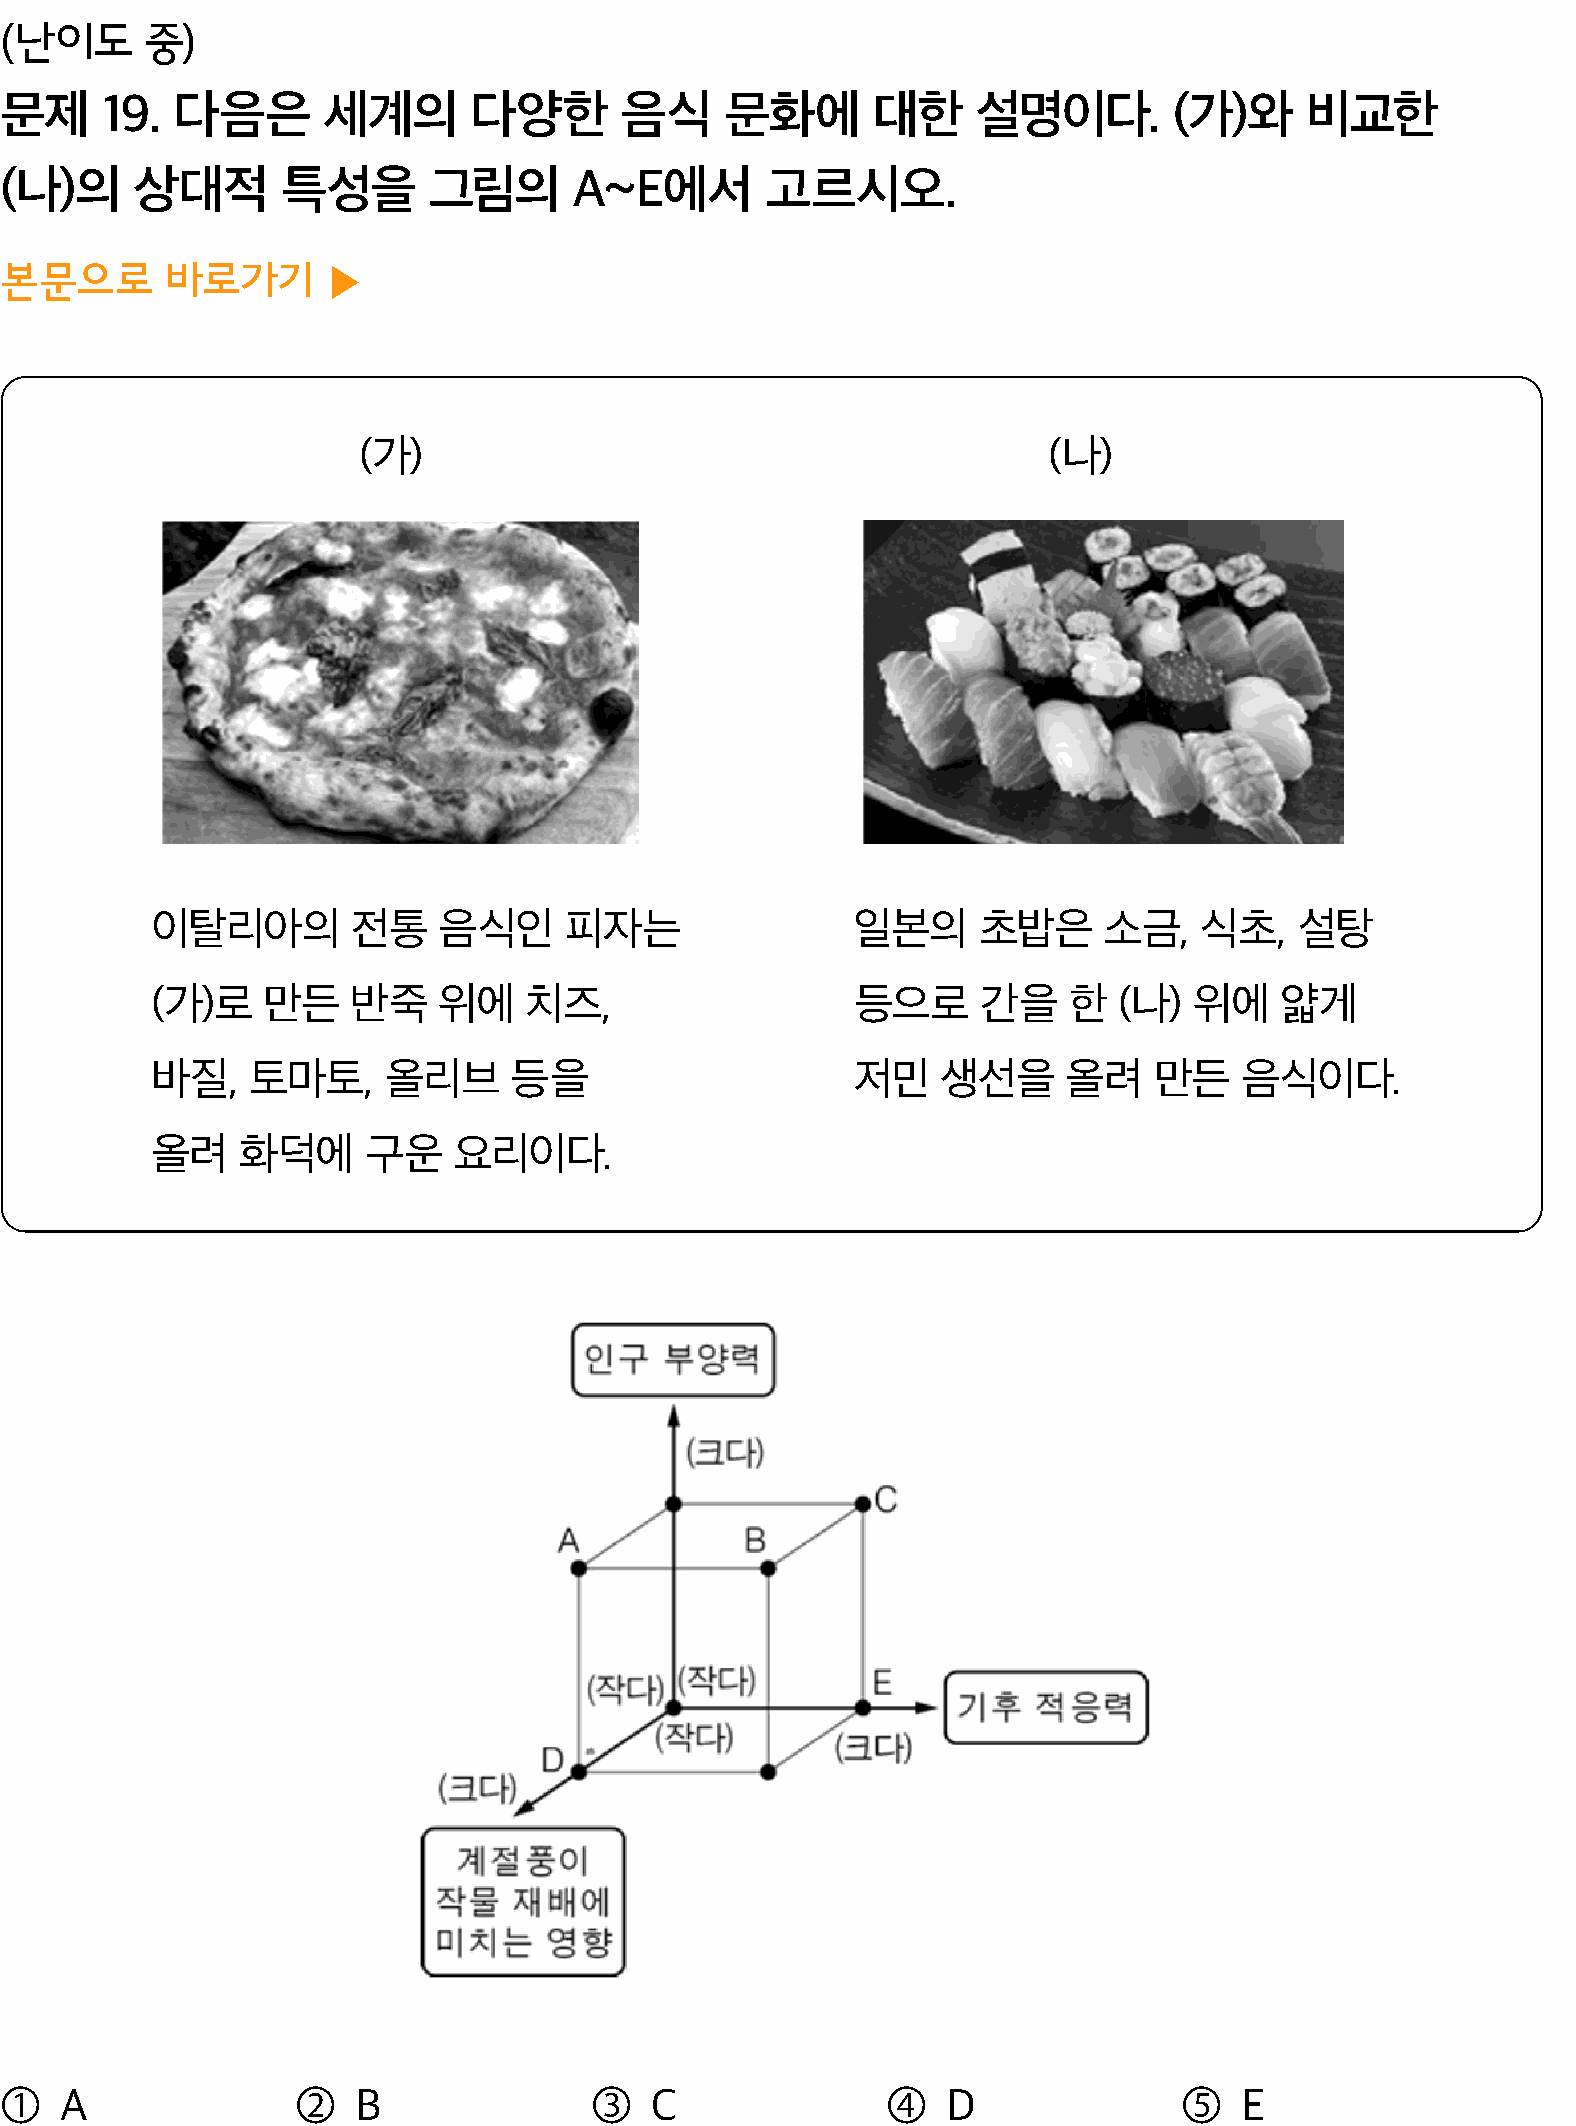 (난이도 중)
문제 19. 다음은 세계의 다양한 음식 문화에 대한 설명이다. (가)와 비교한
(나)의 상대적 특성을 그림의 A~E에서 고르시오.
본문으로 바로가기 ▶
(가)
이탈리아의 전통 음식인 피자는
(가)로 만든 반죽 위에 치즈,
바질, 토마토, 올리브 등을
올려 화덕에 구운 요리이다.
(나)
일본의 초밥은 소금, 식초, 설탕
등으로 간을 한 (나) 위에 얇게
저민 생선을 올려 만든 음식이다.
인구 부양력
(크다)
C
A B
(작다) (작다) E
기후 적응력
(작다) (크다)
D
(크다)
계절풍이
작물 재배에
미치는 영향
① A ② B ③ C ④ D ⑤ E